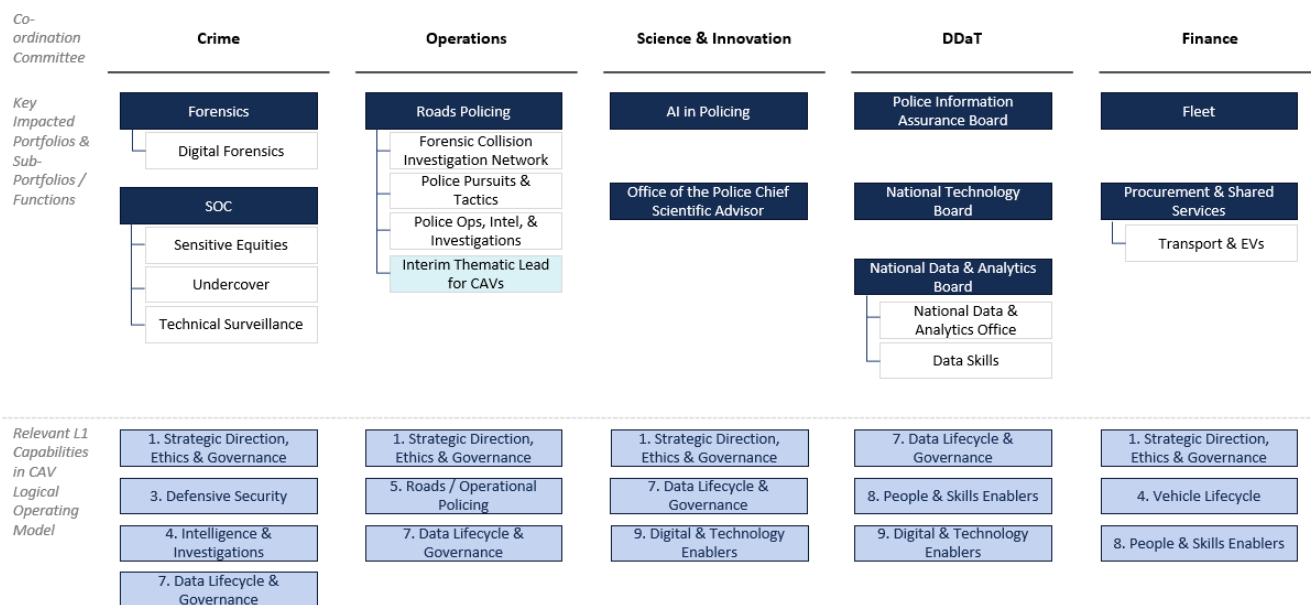 Co-
ordination
Committee
Crime
Operations
Science & Innovation
DDaT
Finance
Key
Impacted
Portfolios &
Sub-
Portfolios /
Functions
Forensics
Digital Forensics
SOC
Sensitive Equities
Undercover
Technical Surveillance
Roads Policing
Forensic Collision
Investigation Network
Police Pursuits &
Tactics
Police Ops, Intel, &
Investigations
Interim Thematic Lead
for CAVs
AI in Policing
Office of the Police Chief
Scientific Advisor
Police Information
Assurance Board
National Technology
Board
National Data & Analytics
Board
National Data &
Analytics Office
Data Skills
Fleet
Procurement & Shared
Services
Transport & EVs
Relevant L1
Capabilities
in CAV
Logical
Operating
Model
1. Strategic Direction,
Ethics & Governance
3. Defensive Security
4. Intelligence &
Investigations
7. Data Lifecycle &
Governance
1. Strategic Direction,
Ethics & Governance
5. Roads / Operational
Policing
7. Data Lifecycle &
Governance
1. Strategic Direction,
Ethics & Governance
7. Data Lifecycle &
Governance
9. Digital & Technology
Enablers
7. Data Lifecycle &
Governance
8. People & Skills Enablers
9. Digital & Technology
Enablers
1. Strategic Direction,
Ethics & Governance
4. Vehicle Lifecycle
8. People & Skills Enablers